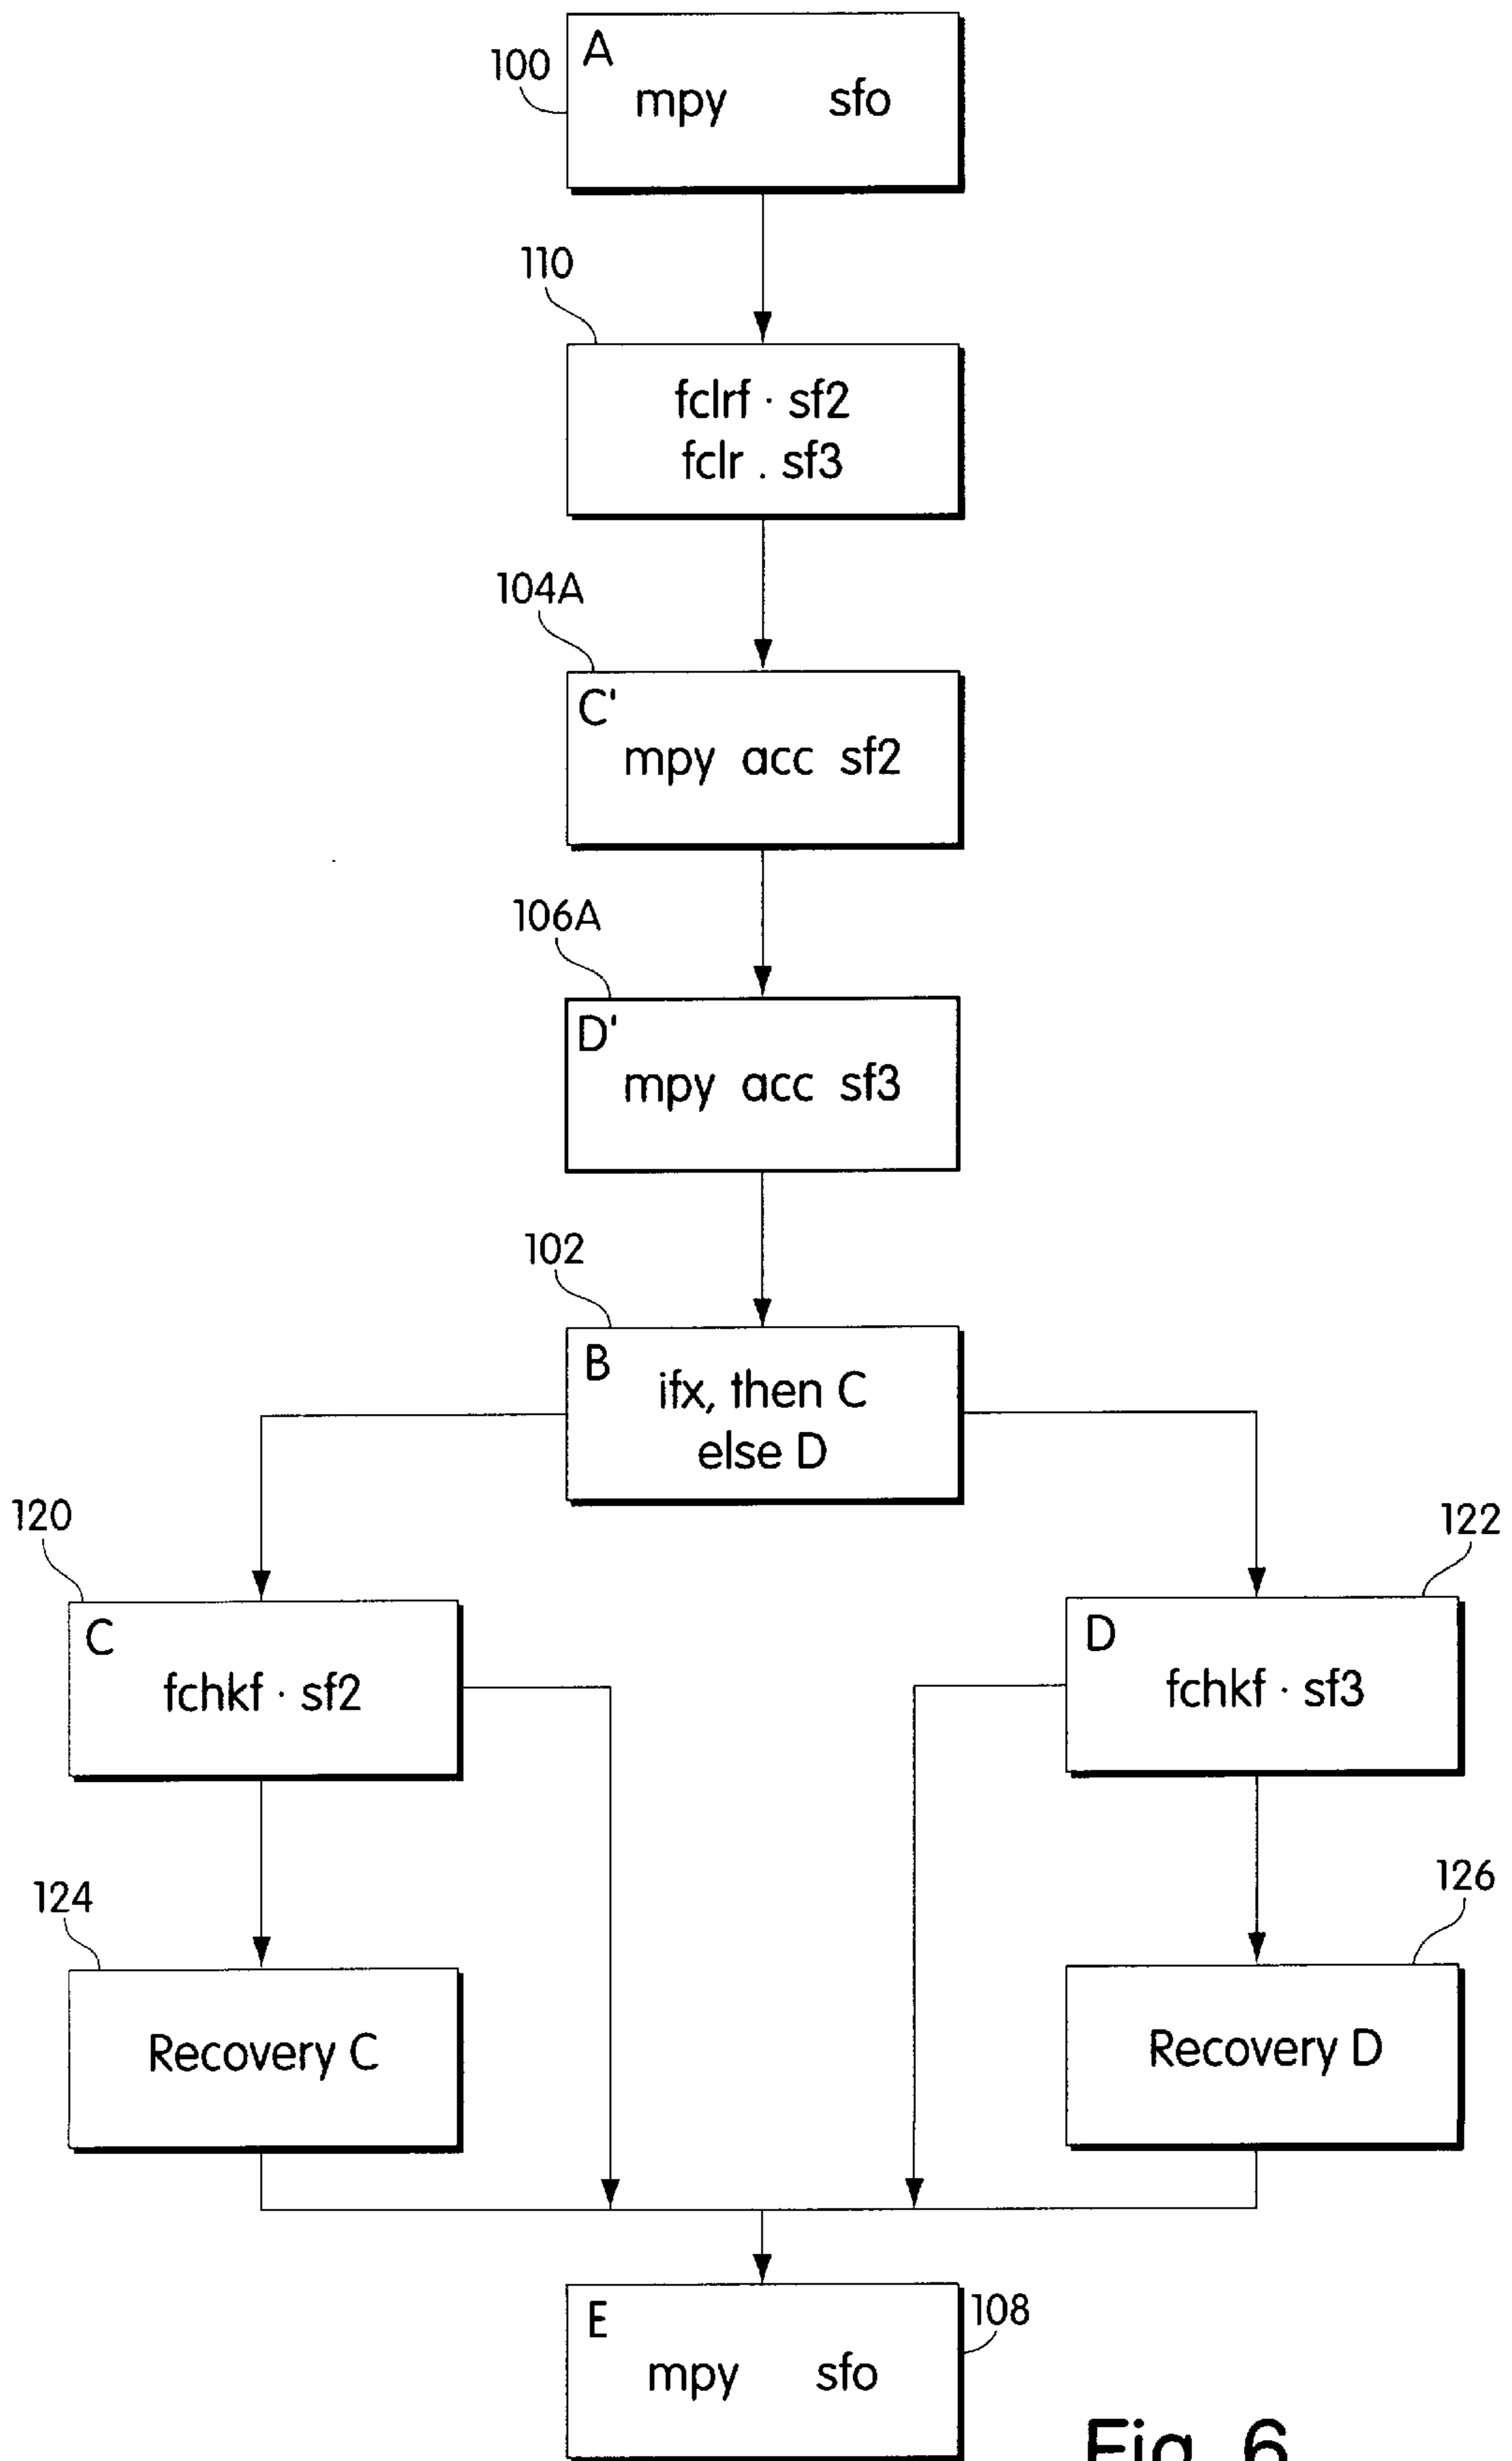 100
A
mpy sfo
110
fclrf · sf2
fclr . sf3
104A
C'
mpy acc sf2
106A
D'
mpy acc sf3
102
B
ifx, then C
else D
120
C
fchkf · sf2
122
D
fchkf · sf3
124
Recovery C
126
Recovery D
E
mpy sfo
108
Fig. 6